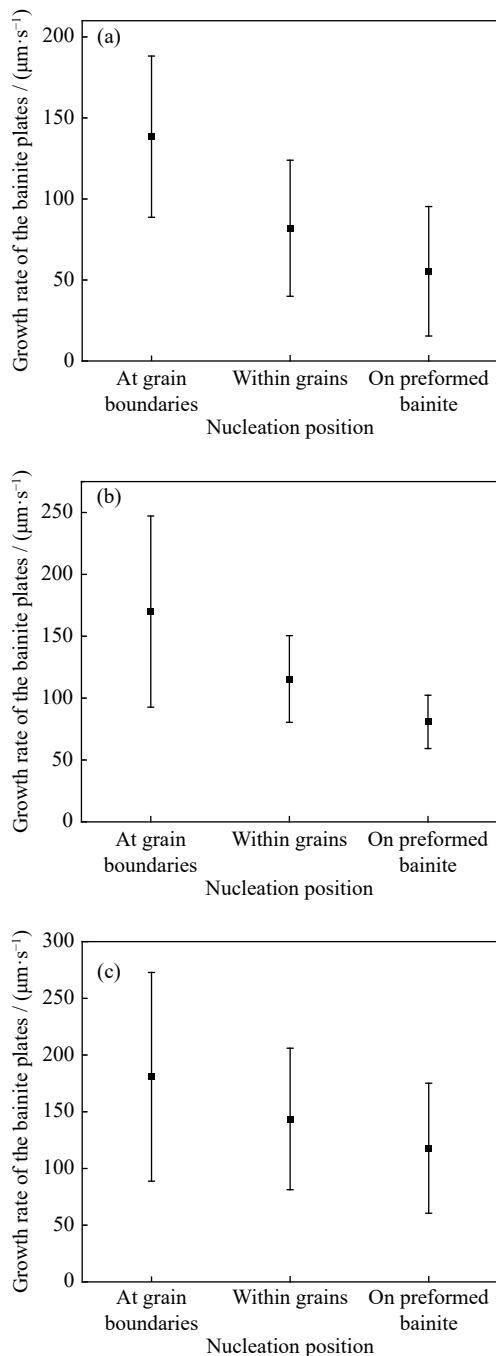 (a)
Growth rate of the bainite plates / (μm·s⁻¹)
200
150
100
50
0
At grain boundaries
Within grains
On preformed bainite
Nucleation position
(b)
Growth rate of the bainite plates / (μm·s⁻¹)
250
200
150
100
50
0
At grain boundaries
Within grains
On preformed bainite
Nucleation position
(c)
Growth rate of the bainite plates / (μm·s⁻¹)
300
250
200
150
100
50
0
At grain boundaries
Within grains
On preformed bainite
Nucleation position